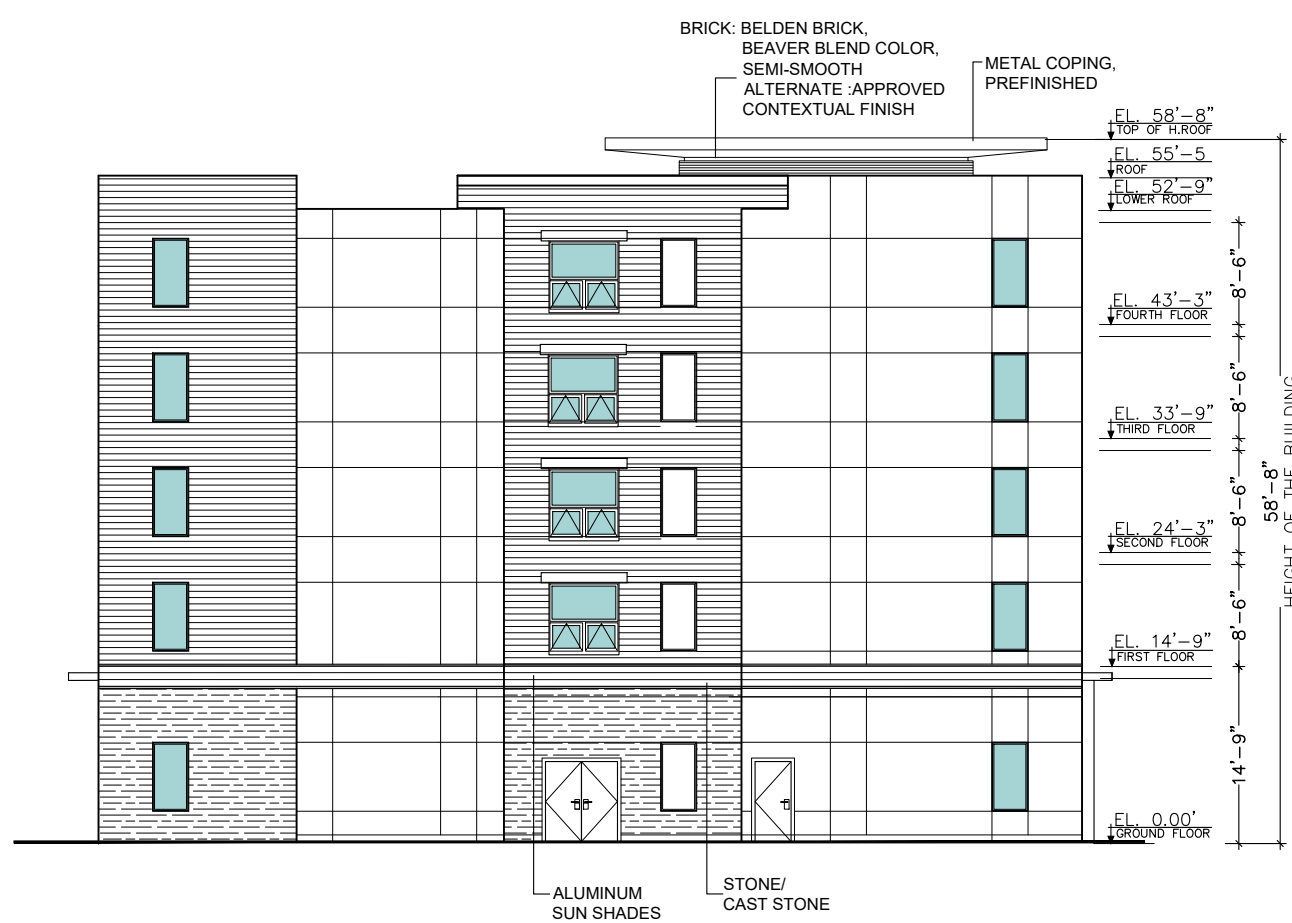 BRICK: BELDEN BRICK,
BEAVER BLEND COLOR,
SEMI-SMOOTH
ALTERNATE :APPROVED
CONTEXTUAL FINISH
METAL COPING,
PREFINISHED
EL. 58'-8"
TOP OF H.ROOF
EL. 55'-5
ROOF
EL. 52'-9"
LOWER ROOF
8'-6"
EL. 43'-3"
FOURTH FLOOR
8'-6"
EL. 33'-9"
THIRD FLOOR
8'-6"
EL. 24'-3"
SECOND FLOOR
8'-6"
EL. 14'-9"
FIRST FLOOR
14'-9"
EL. 0.00'
GROUND FLOOR
58'-8"
HEIGHT OF THE BUILDING
ALUMINUM
SUN SHADES
STONE/
CAST STONE